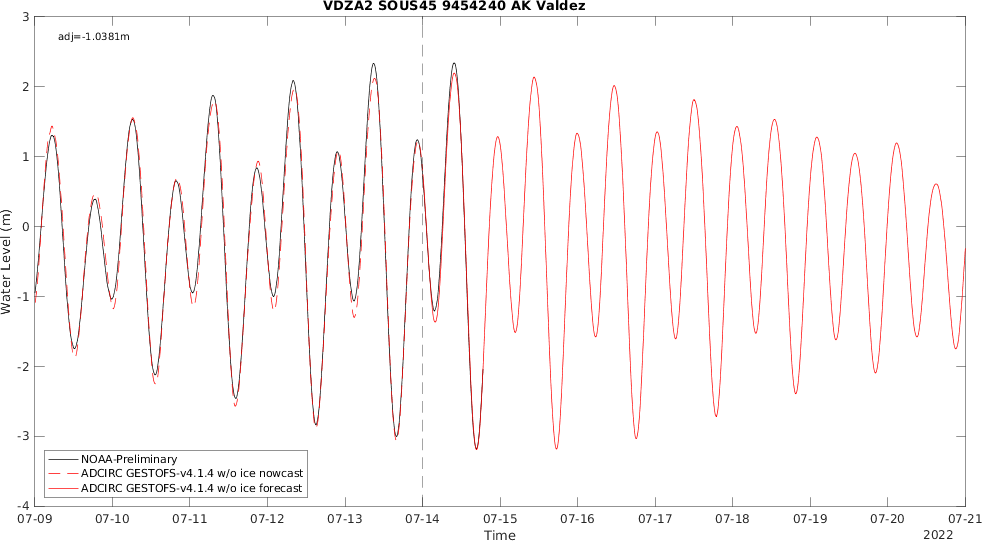 VDZA2 SOUS45 9454240 AK Valdez
adj=-1.0381m
3
2
1
0
-1
-2
-3
-4
Water Level (m)
NOAA-Preliminary
ADCIRC GESTOFS-v4.1.4 w/o ice nowcast
ADCIRC GESTOFS-v4.1.4 w/o ice forecast
07-09 07-10 07-11 07-12 07-13 07-14 07-15 07-16 07-17 07-18 07-19 07-20 07-21
Time
2022